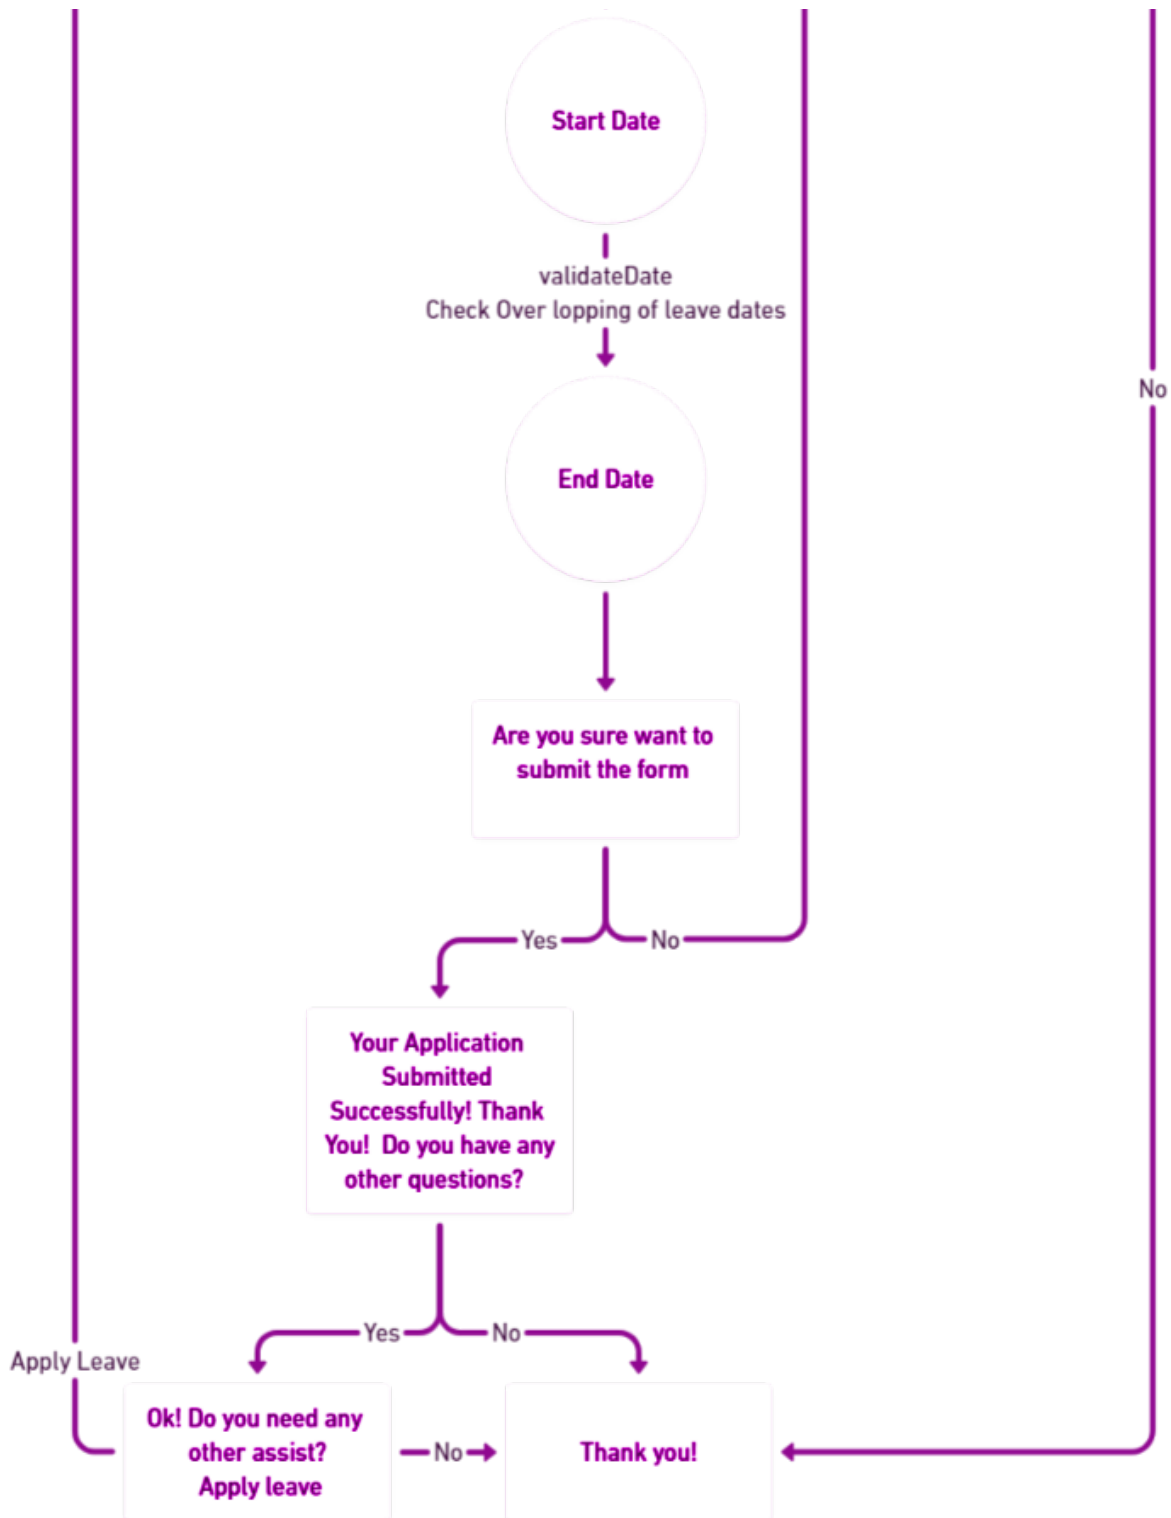 Start Date
validateDate
Check Over lopping of leave dates
No
End Date
Are you sure want to
submit the form
Yes
No
Your Application
Submitted
Successfully! Thank
You!  Do you have any
other questions?
Yes
No
Apply Leave
Ok! Do you need any
other assist?
Apply leave
No
Thank you!